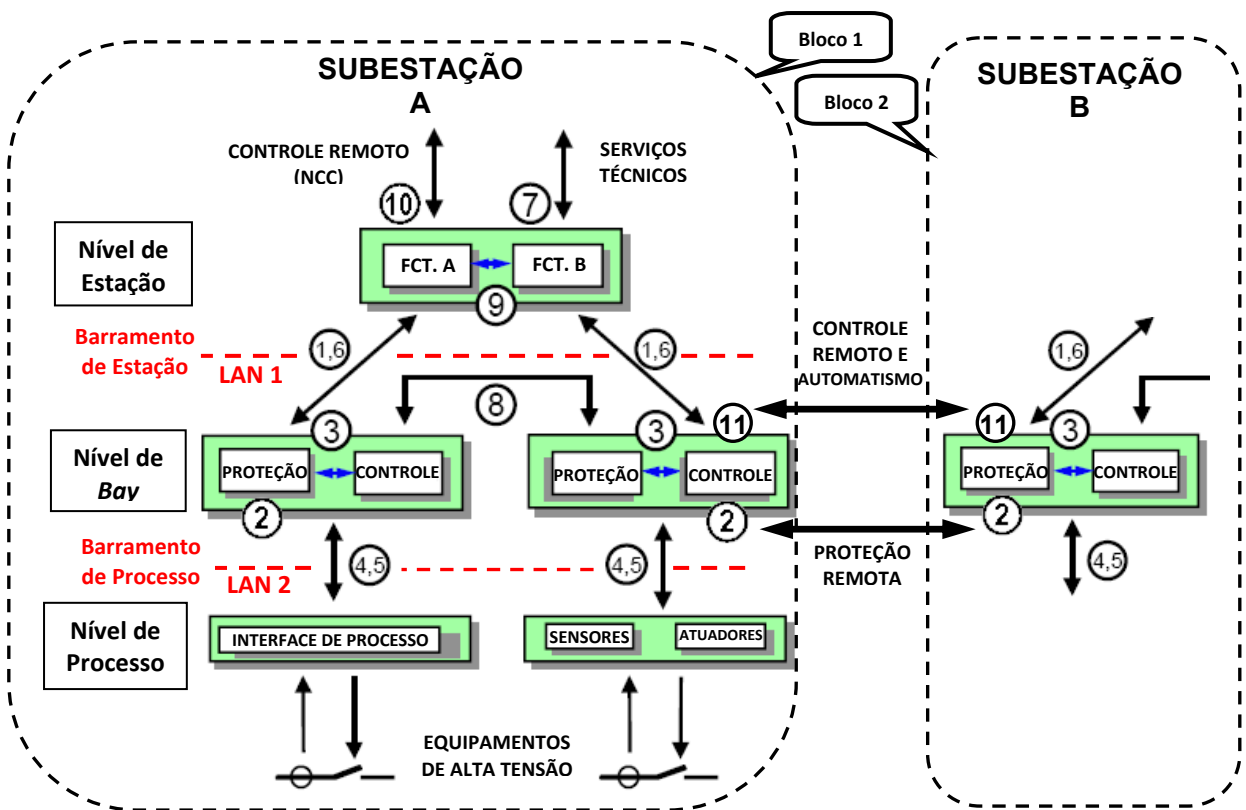 Bloco 1
SUBESTAÇÃO
A
SUBESTAÇÃO
B
Bloco 2
CONTROLE REMOTO
(NCC)
SERVIÇOS
TÉCNICOS
10
7
Nível de
Estação
FCT. A
FCT. B
9
Barramento
de Estação
LAN 1
1,6
1,6
CONTROLE
REMOTO E
AUTOMATISMO
1,6
8
3
3
11
11
3
Nível de
Bay
PROTEÇÃO
CONTROLE
PROTEÇÃO
CONTROLE
PROTEÇÃO
CONTROLE
2
2
2
Barramento
de Processo
LAN 2
4,5
4,5
PROTEÇÃO
REMOTA
4,5
Nível de
Processo
INTERFACE DE PROCESSO
SENSORES
ATUADORES
EQUIPAMENTOS
DE ALTA TENSÃO